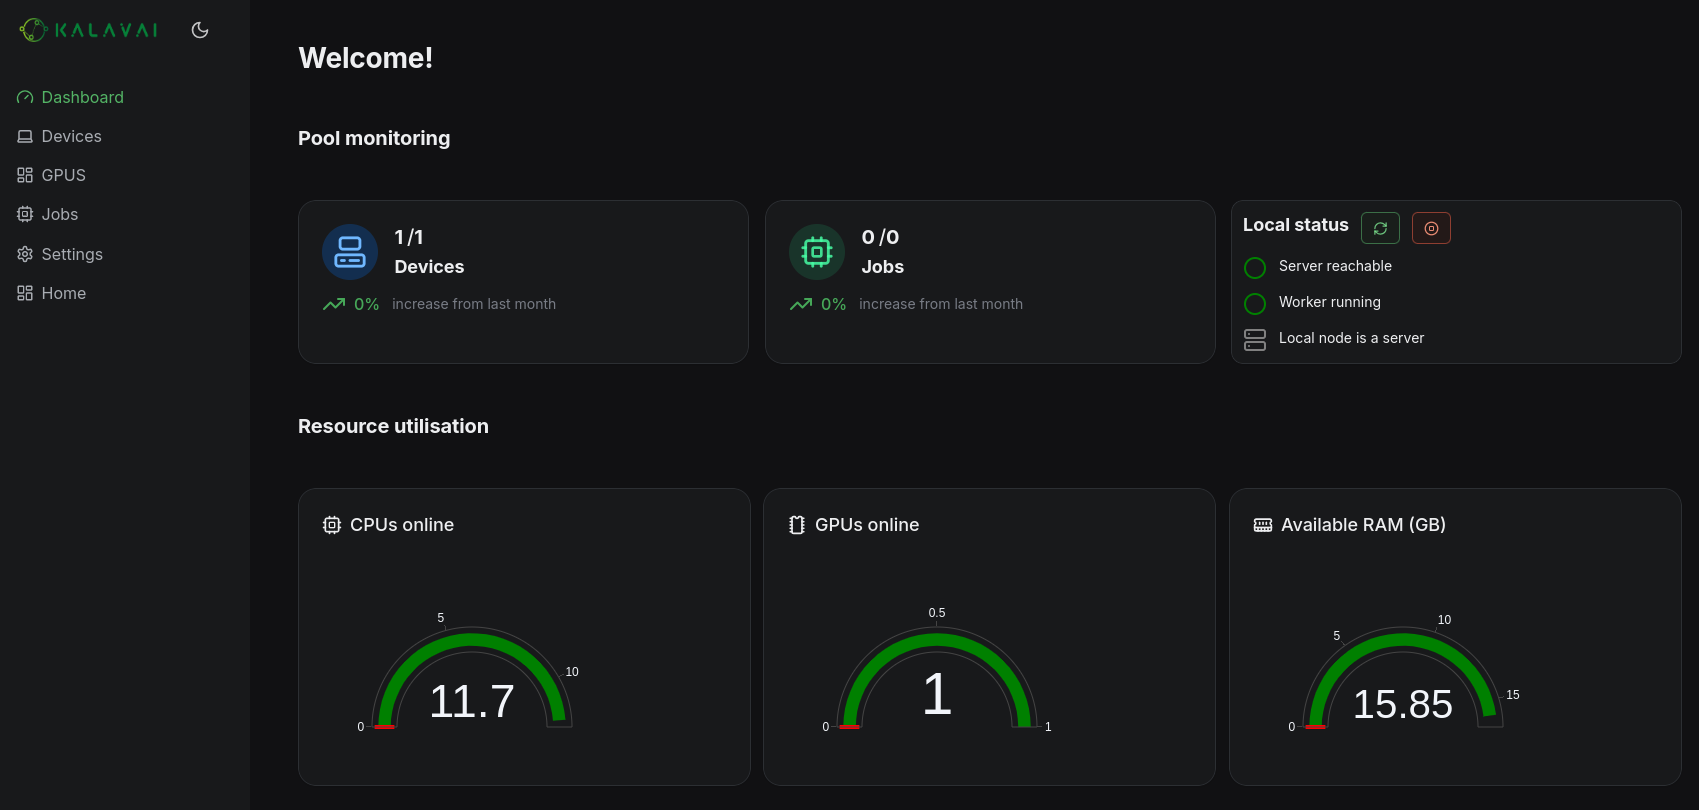 KALAVAI
Dashboard
Devices
GPUS
Jobs
Settings
Home
Welcome!
Pool monitoring
1 /1
Devices
0% increase from last month
0 /0
Jobs
0% increase from last month
Local status
Server reachable
Worker running
Local node is a server
Resource utilisation
CPUs online
0
5
10
11.7
GPUs online
0
0.5
1
1
Available RAM (GB)
0
5
10
15
15.85